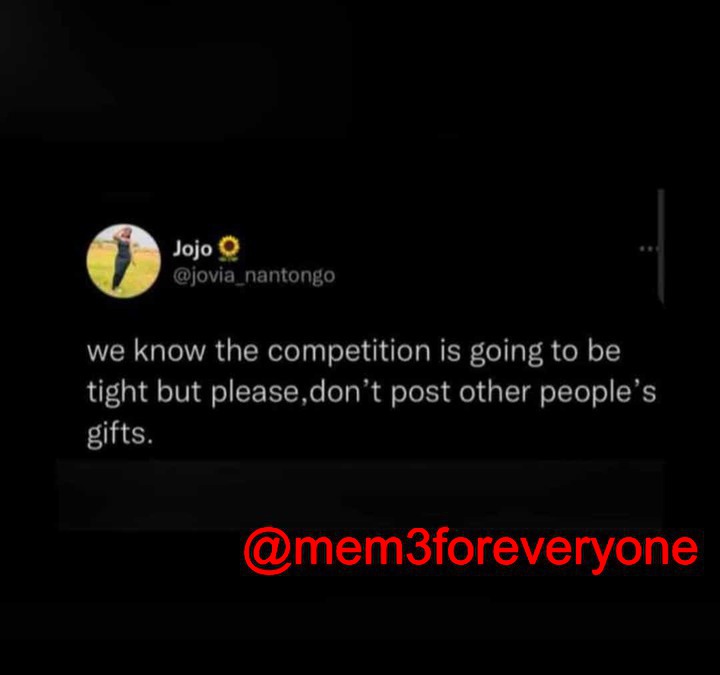 Jojo 🌻
@jovia_nantongo
we know the competition is going to be
tight but please,don’t post other people’s
gifts.
@mem3foreveryone